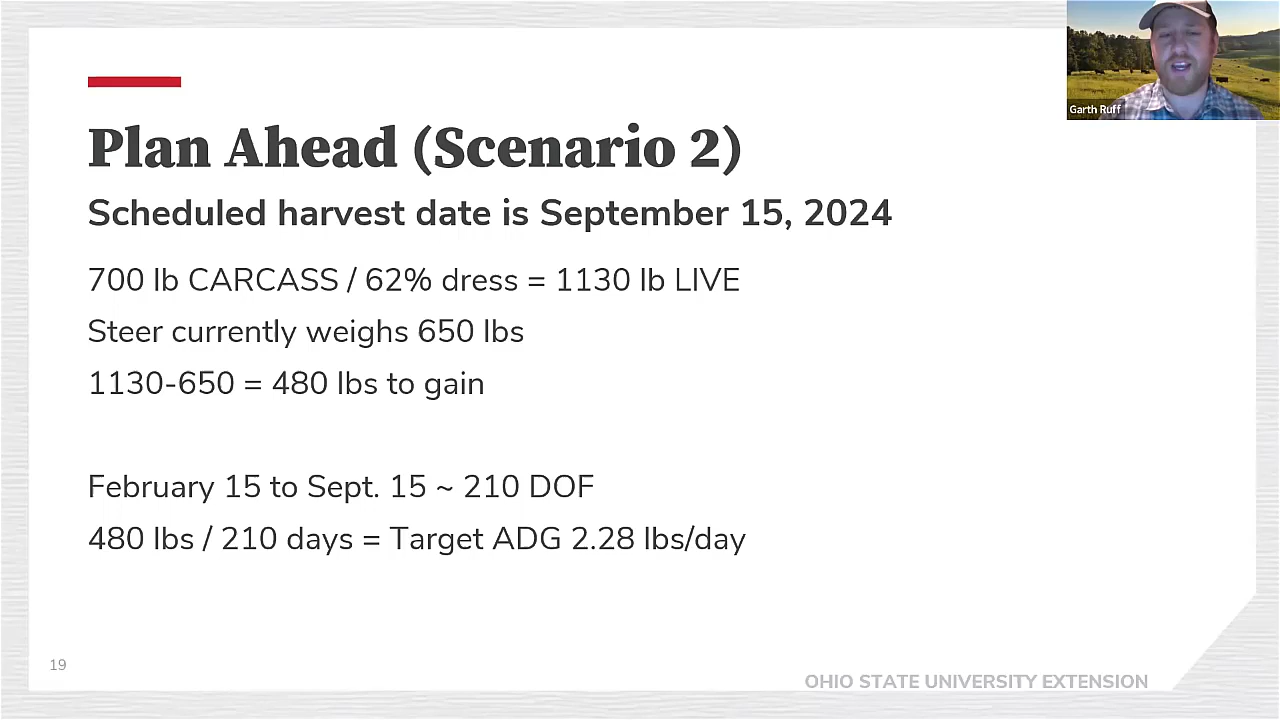 Garth Ruff
Plan Ahead (Scenario 2)
Scheduled harvest date is September 15, 2024
700 lb CARCASS / 62% dress = 1130 lb LIVE
Steer currently weighs 650 lbs
1130-650 = 480 lbs to gain
February 15 to Sept. 15 ~ 210 DOF
480 lbs / 210 days = Target ADG 2.28 lbs/day
19
OHIO STATE UNIVERSITY EXTENSION